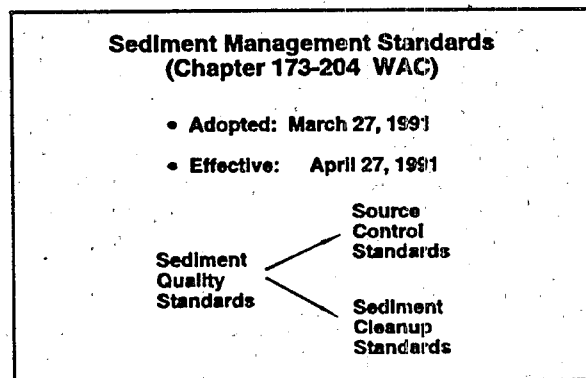 Sediment Management Standards
(Chapter 173-204 WAC)
• Adopted: March 27, 1991
• Effective: April 27, 1991
Sediment
Quality
Standards
Source
Control
Standards
Sediment
Cleanup
Standards